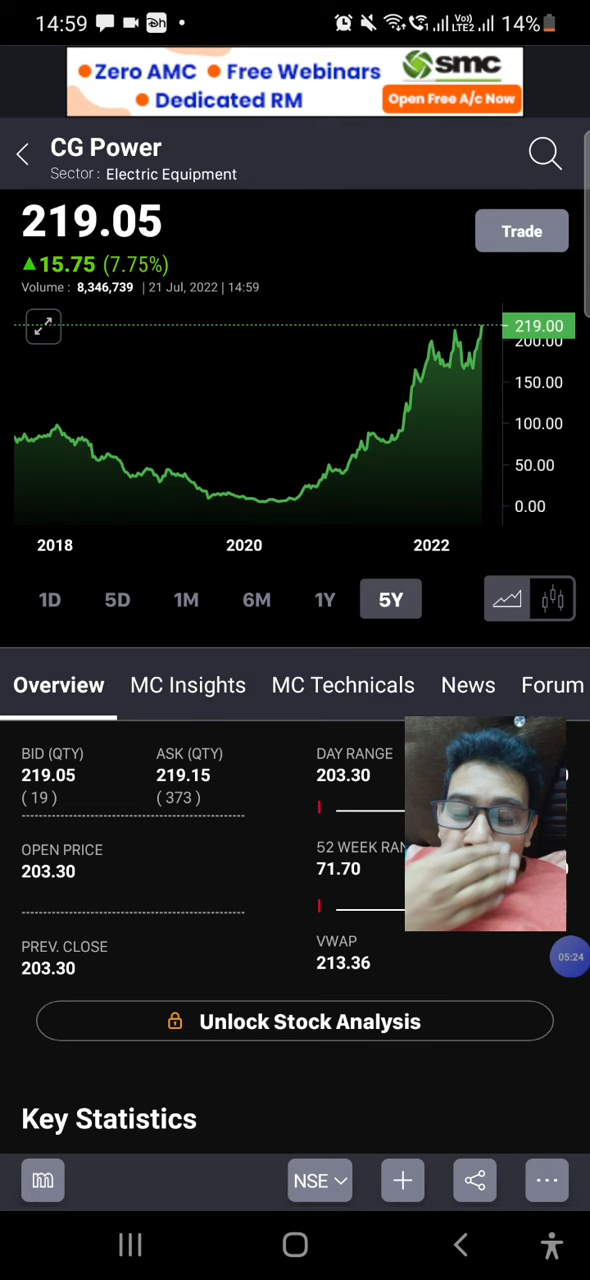 14:59
Vo)
LTE2
14%
Zero AMC Free Webinars
Dedicated RM
smc
Open Free A/c Now
CG Power
Sector : Electric Equipment
219.05
Trade
▲15.75 (7.75%)
Volume : 8,346,739 | 21 Jul, 2022 | 14:59
219.00
200.00
150.00
100.00
50.00
0.00
2018 2020 2022
1D 5D 1M 6M 1Y 5Y
Overview MC Insights MC Technicals News Forum
BID (QTY) ASK (QTY) DAY RANGE
219.05 219.15 203.30
( 19 ) ( 373 )
OPEN PRICE 52 WEEK RAN
203.30 71.70
PREV. CLOSE VWAP
203.30 213.36
05:24
Unlock Stock Analysis
Key Statistics
NSE